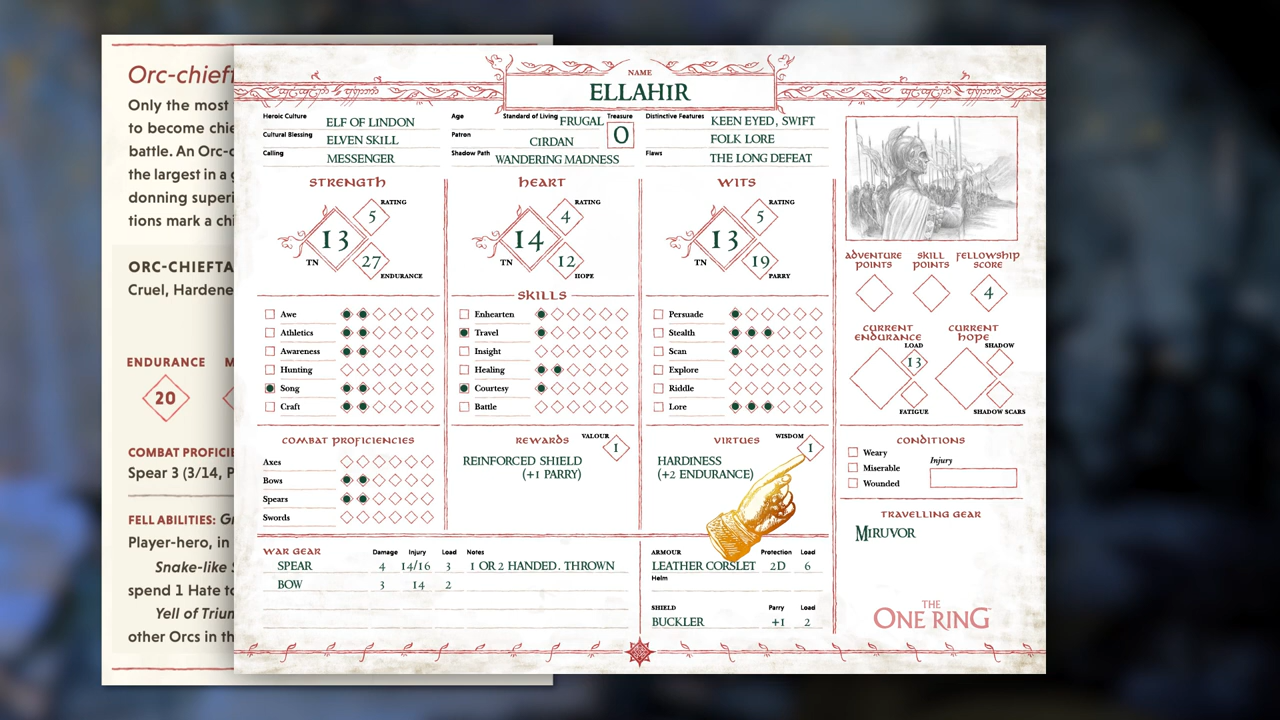 Orc-chieft
Only the most
to become chie
battle. An Orc-c
the largest in a g
donning superi
tions mark a chi
ORC-CHIEFTA
Cruel, Hardene
ENDURANCE M
20
COMBAT PROFICIE
Spear 3 (3/14, P
FELL ABILITIES: Gr
Player-hero, in
Snake-like S
spend 1 Hate to
Yell of Trium
other Orcs in th
NAME
ELLAHIR
Heroic Culture ELF OF LINDON
Cultural Blessing ELVEN SKILL
Calling MESSENGER
Age Standard of Living FRUGAL Treasure 0
Patron CIRDAN
Shadow Path WANDERING MADNESS
Distinctive Features KEEN EYED, SWIFT
FOLK LORE
Flaws THE LONG DEFEAT
STRENGTH
RATING
5
13
TN
27
ENDURANCE
HEART
RATING
4
14
TN
12
HOPE
WITS
RATING
5
13
TN
19
PARRY
SKILLS
Awe
Athletics
Awareness
Hunting
Song
Craft
Enhearten
Travel
Insight
Healing
Courtesy
Battle
Persuade
Stealth
Scan
Explore
Riddle
Lore
COMBAT PROFICIENCIES
Axes
Bows
Spears
Swords
REWARDS VALOUR 1
REINFORCED SHIELD
(+1 PARRY)
VIRTUES WISDOM 1
HARDINESS
(+2 ENDURANCE)
WAR GEAR Damage Injury Load Notes
SPEAR 4 14/16 3 1 OR 2 HANDED. THROWN
BOW 3 14 2
ARMOUR Protection Load
LEATHER CORSLET 2D 6
Helm
SHIELD Parry Load
BUCKLER +1 2
ADVENTURE POINTS
SKILL POINTS
FELLOWSHIP SCORE
4
CURRENT ENDURANCE
LOAD
13
FATIGUE
CURRENT HOPE
SHADOW
SHADOW SCARS
CONDITIONS
Weary
Miserable
Wounded
Injury
TRAVELLING GEAR
MIRUVOR
THE
ONE RING